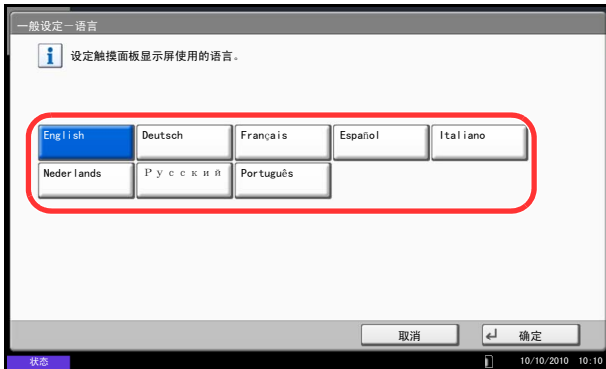 一般设定－语言
设定触摸面板显示屏使用的语言。
English Deutsch Français Español Italiano
Nederlands Русский Português
取消 确定
状态 10/10/2010 10:10